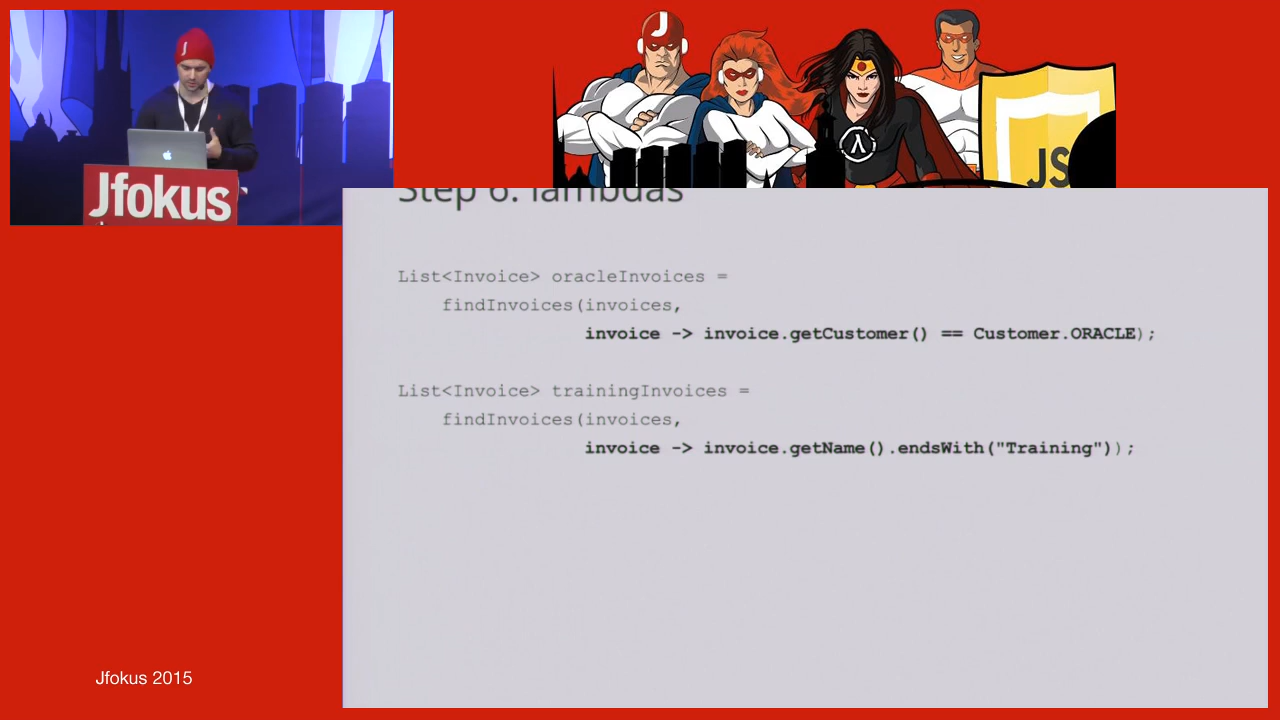 J
Jfokus
J
λ
JS
Step 6: lambdas
List<Invoice> oracleInvoices =
findInvoices(invoices,
invoice -> invoice.getCustomer() == Customer.ORACLE);
List<Invoice> trainingInvoices =
findInvoices(invoices,
invoice -> invoice.getName().endsWith("Training"));
Jfokus 2015